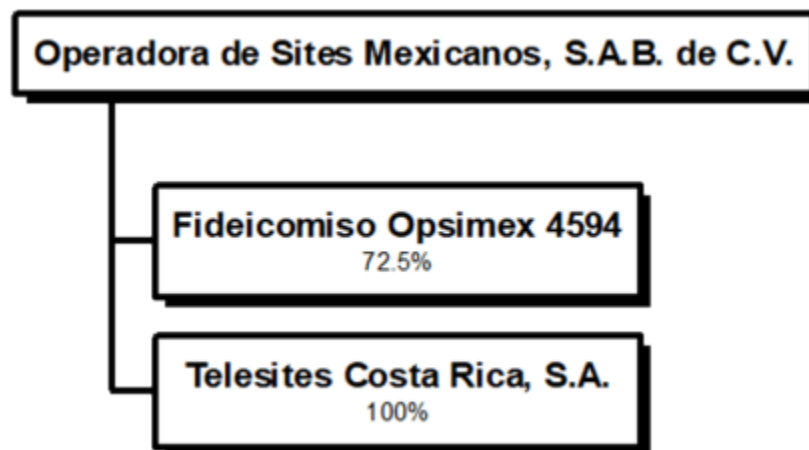 Operadora de Sites Mexicanos, S.A.B. de C.V.
Fideicomiso Opsimex 4594
72.5%
Telesites Costa Rica, S.A.
100%